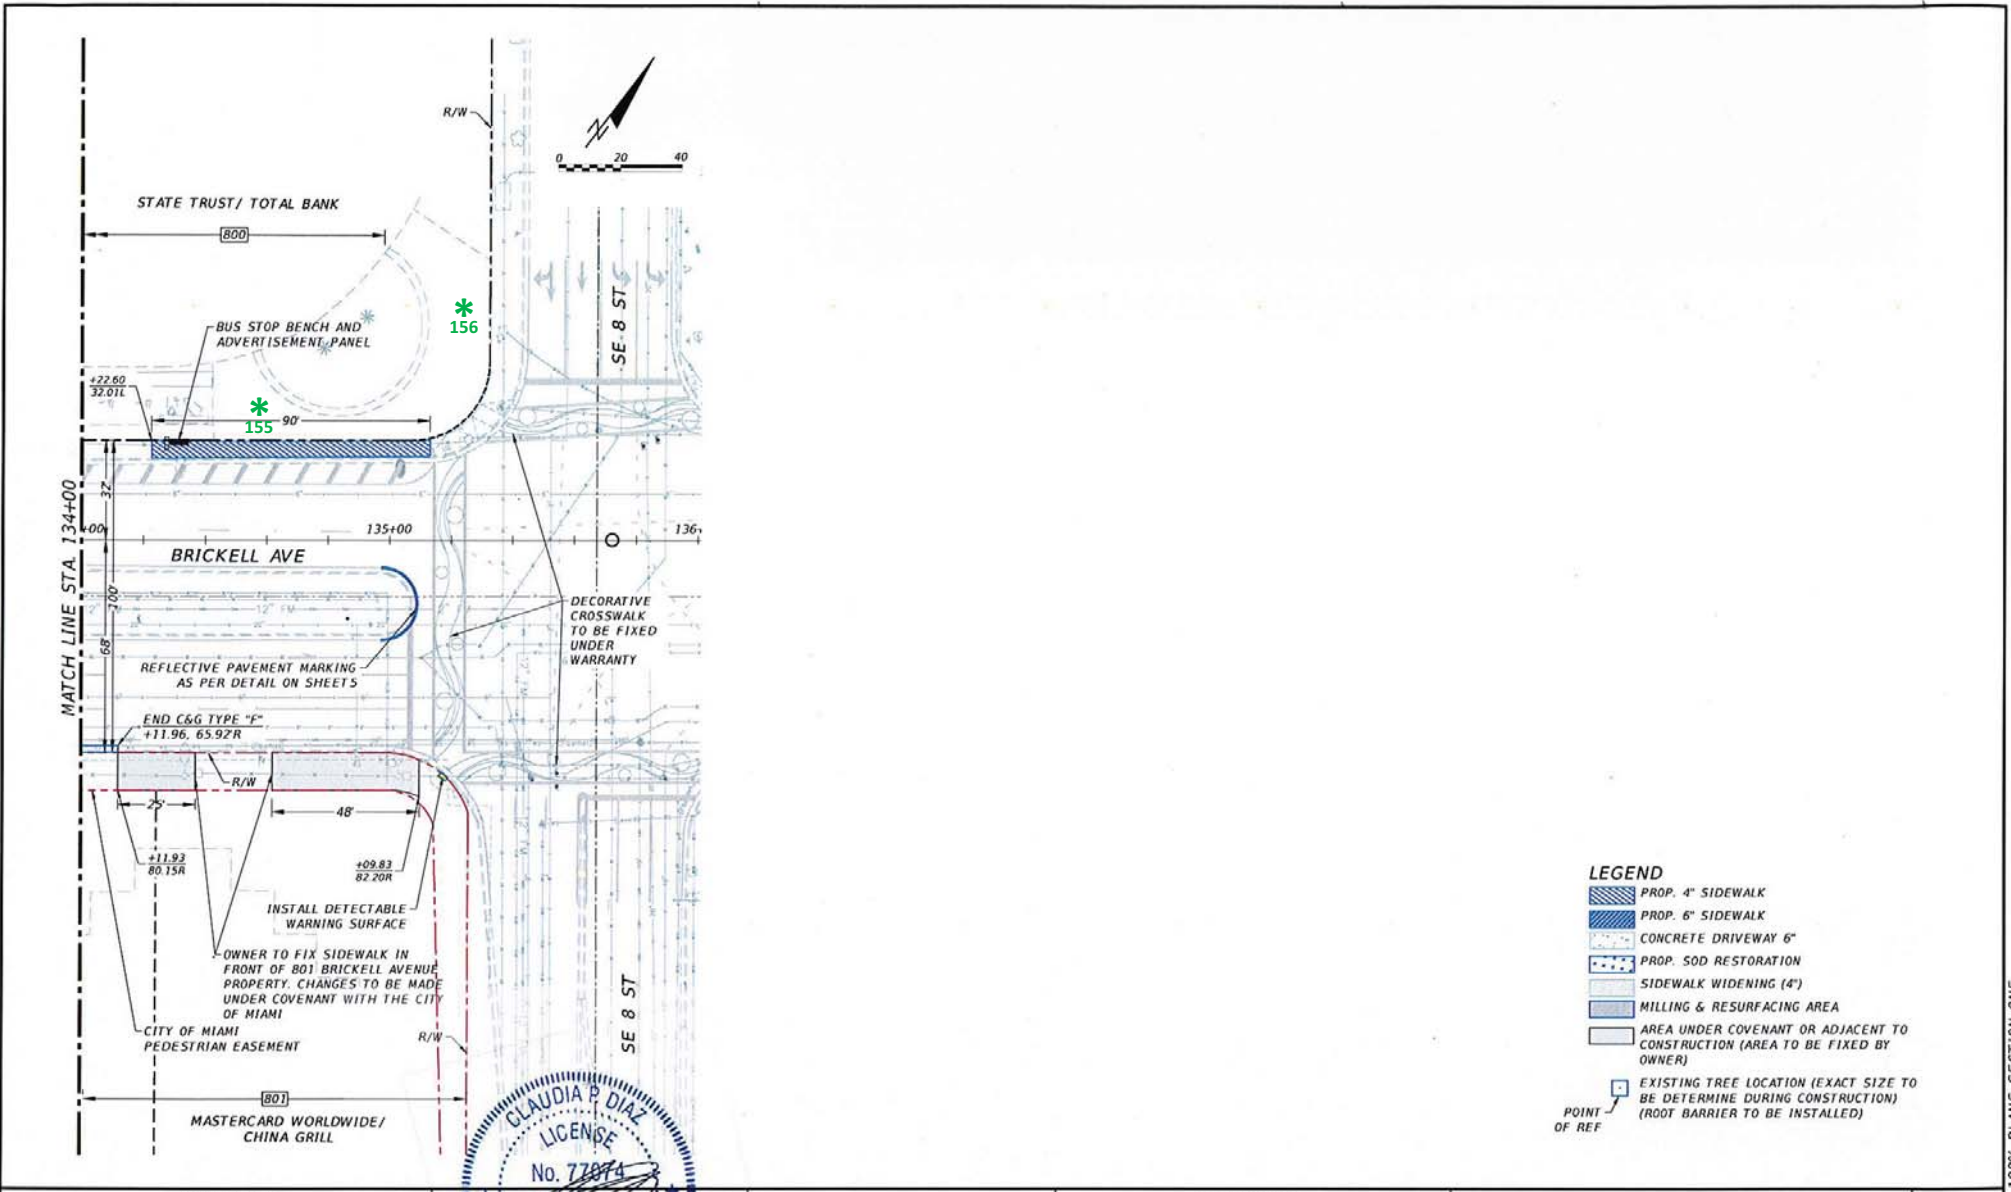 R/W
0 20 40
STATE TRUST/ TOTAL BANK
800
BUS STOP BENCH AND
ADVERTISEMENT PANEL
156
SE 8 ST
+22.60
32.01L
155
90'
MATCH LINE STA. 134+00
32'
100'
68'
+00
135+00
136+
BRICKELL AVE
12" FM
DECORATIVE
CROSSWALK
TO BE FIXED
UNDER
WARRANTY
REFLECTIVE PAVEMENT MARKING
AS PER DETAIL ON SHEET 5
END C&G TYPE "F"
+11.96, 65.92'R
R/W
25'
48'
+11.93
80.15R
+09.83
82.20R
INSTALL DETECTABLE
WARNING SURFACE
OWNER TO FIX SIDEWALK IN
FRONT OF 801 BRICKELL AVENUE
PROPERTY. CHANGES TO BE MADE
UNDER COVENANT WITH THE CITY
OF MIAMI
CITY OF MIAMI
PEDESTRIAN EASEMENT
R/W
SE 8 ST
801
MASTERCARD WORLDWIDE/
CHINA GRILL
CLAUDIA P. DIAZ
LICENSE
No. 77074
LEGEND
PROP. 4" SIDEWALK
PROP. 6" SIDEWALK
CONCRETE DRIVEWAY 6"
PROP. SOD RESTORATION
SIDEWALK WIDENING (4")
MILLING & RESURFACING AREA
AREA UNDER COVENANT OR ADJACENT TO
CONSTRUCTION (AREA TO BE FIXED BY
OWNER)
EXISTING TREE LOCATION (EXACT SIZE TO
BE DETERMINE DURING CONSTRUCTION)
(ROOT BARRIER TO BE INSTALLED)
POINT
OF REF